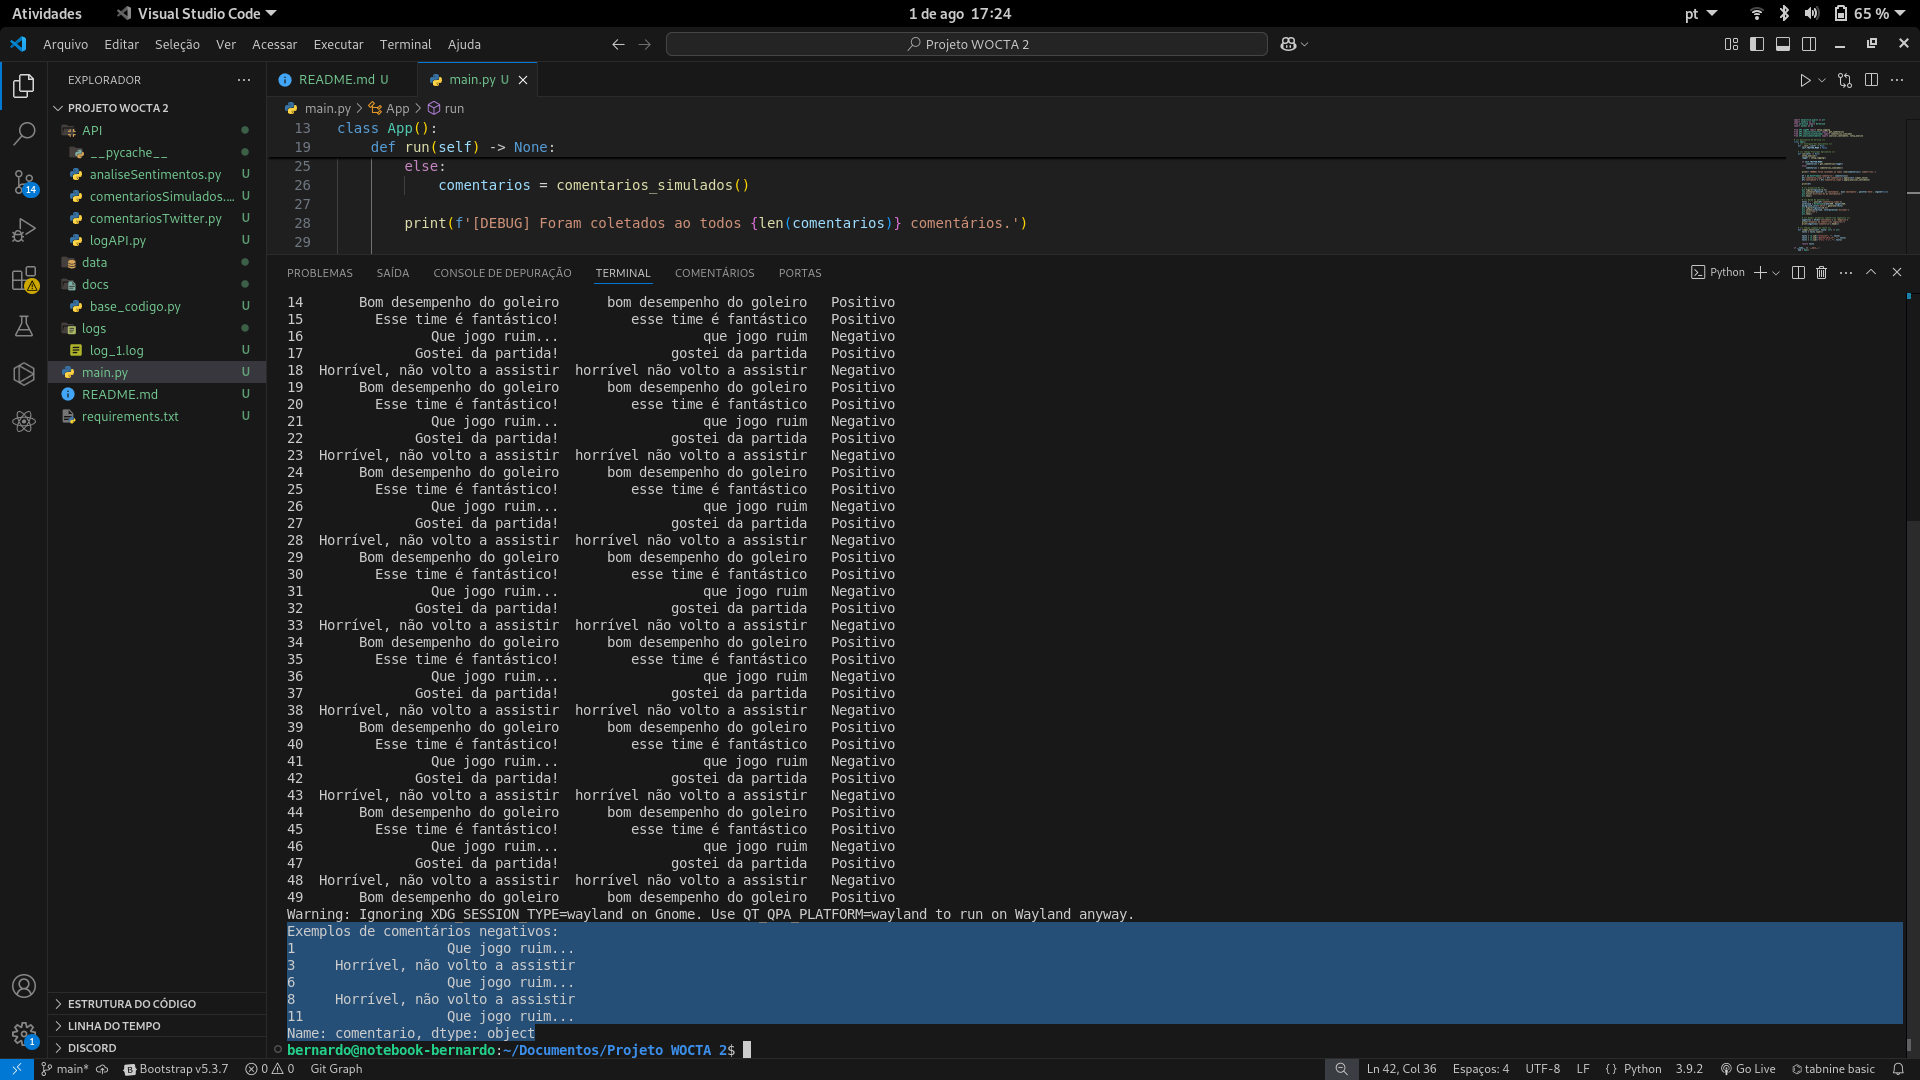 Atividades
Visual Studio Code
1 de ago 17:24
pt
65 %
Arquivo Editar Seleção Ver Acessar Executar Terminal Ajuda
Projeto WOCTA 2
EXPLORADOR
README.md U
main.py U
PROJETO WOCTA 2
API
__pycache__
analiseSentimentos.py U
comentariosSimulados.... U
comentariosTwitter.py U
logAPI.py U
data
docs
base_codigo.py U
logs
log_1.log U
main.py U
README.md U
requirements.txt U
14
1
ESTRUTURA DO CÓDIGO
LINHA DO TEMPO
DISCORD
main.py > App > run
13 class App():
19 def run(self) -> None:
25 else:
26 comentarios = comentarios_simulados()
27
28 print(f'[DEBUG] Foram coletados ao todos {len(comentarios)} comentários.')
29
PROBLEMAS SAÍDA CONSOLE DE DEPURAÇÃO TERMINAL COMENTÁRIOS PORTAS
Python
14 Bom desempenho do goleiro bom desempenho do goleiro Positivo
15 Esse time é fantástico! esse time é fantástico Positivo
16 Que jogo ruim... que jogo ruim Negativo
17 Gostei da partida! gostei da partida Positivo
18 Horrível, não volto a assistir horrível não volto a assistir Negativo
19 Bom desempenho do goleiro bom desempenho do goleiro Positivo
20 Esse time é fantástico! esse time é fantástico Positivo
21 Que jogo ruim... que jogo ruim Negativo
22 Gostei da partida! gostei da partida Positivo
23 Horrível, não volto a assistir horrível não volto a assistir Negativo
24 Bom desempenho do goleiro bom desempenho do goleiro Positivo
25 Esse time é fantástico! esse time é fantástico Positivo
26 Que jogo ruim... que jogo ruim Negativo
27 Gostei da partida! gostei da partida Positivo
28 Horrível, não volto a assistir horrível não volto a assistir Negativo
29 Bom desempenho do goleiro bom desempenho do goleiro Positivo
30 Esse time é fantástico! esse time é fantástico Positivo
31 Que jogo ruim... que jogo ruim Negativo
32 Gostei da partida! gostei da partida Positivo
33 Horrível, não volto a assistir horrível não volto a assistir Negativo
34 Bom desempenho do goleiro bom desempenho do goleiro Positivo
35 Esse time é fantástico! esse time é fantástico Positivo
36 Que jogo ruim... que jogo ruim Negativo
37 Gostei da partida! gostei da partida Positivo
38 Horrível, não volto a assistir horrível não volto a assistir Negativo
39 Bom desempenho do goleiro bom desempenho do goleiro Positivo
40 Esse time é fantástico! esse time é fantástico Positivo
41 Que jogo ruim... que jogo ruim Negativo
42 Gostei da partida! gostei da partida Positivo
43 Horrível, não volto a assistir horrível não volto a assistir Negativo
44 Bom desempenho do goleiro bom desempenho do goleiro Positivo
45 Esse time é fantástico! esse time é fantástico Positivo
46 Que jogo ruim... que jogo ruim Negativo
47 Gostei da partida! gostei da partida Positivo
48 Horrível, não volto a assistir horrível não volto a assistir Negativo
49 Bom desempenho do goleiro bom desempenho do goleiro Positivo
Warning: Ignoring XDG_SESSION_TYPE=wayland on Gnome. Use QT_QPA_PLATFORM=wayland to run on Wayland anyway.
Exemplos de comentários negativos:
1 Que jogo ruim...
3 Horrível, não volto a assistir
6 Que jogo ruim...
8 Horrível, não volto a assistir
11 Que jogo ruim...
Name: comentario, dtype: object
bernardo@notebook-bernardo:~/Documentos/Projeto WOCTA 2$
main* Bootstrap v5.3.7 0 0 Git Graph
Ln 42, Col 36 Espaços: 4 UTF-8 LF {} Python 3.9.2 Go Live tabnine basic